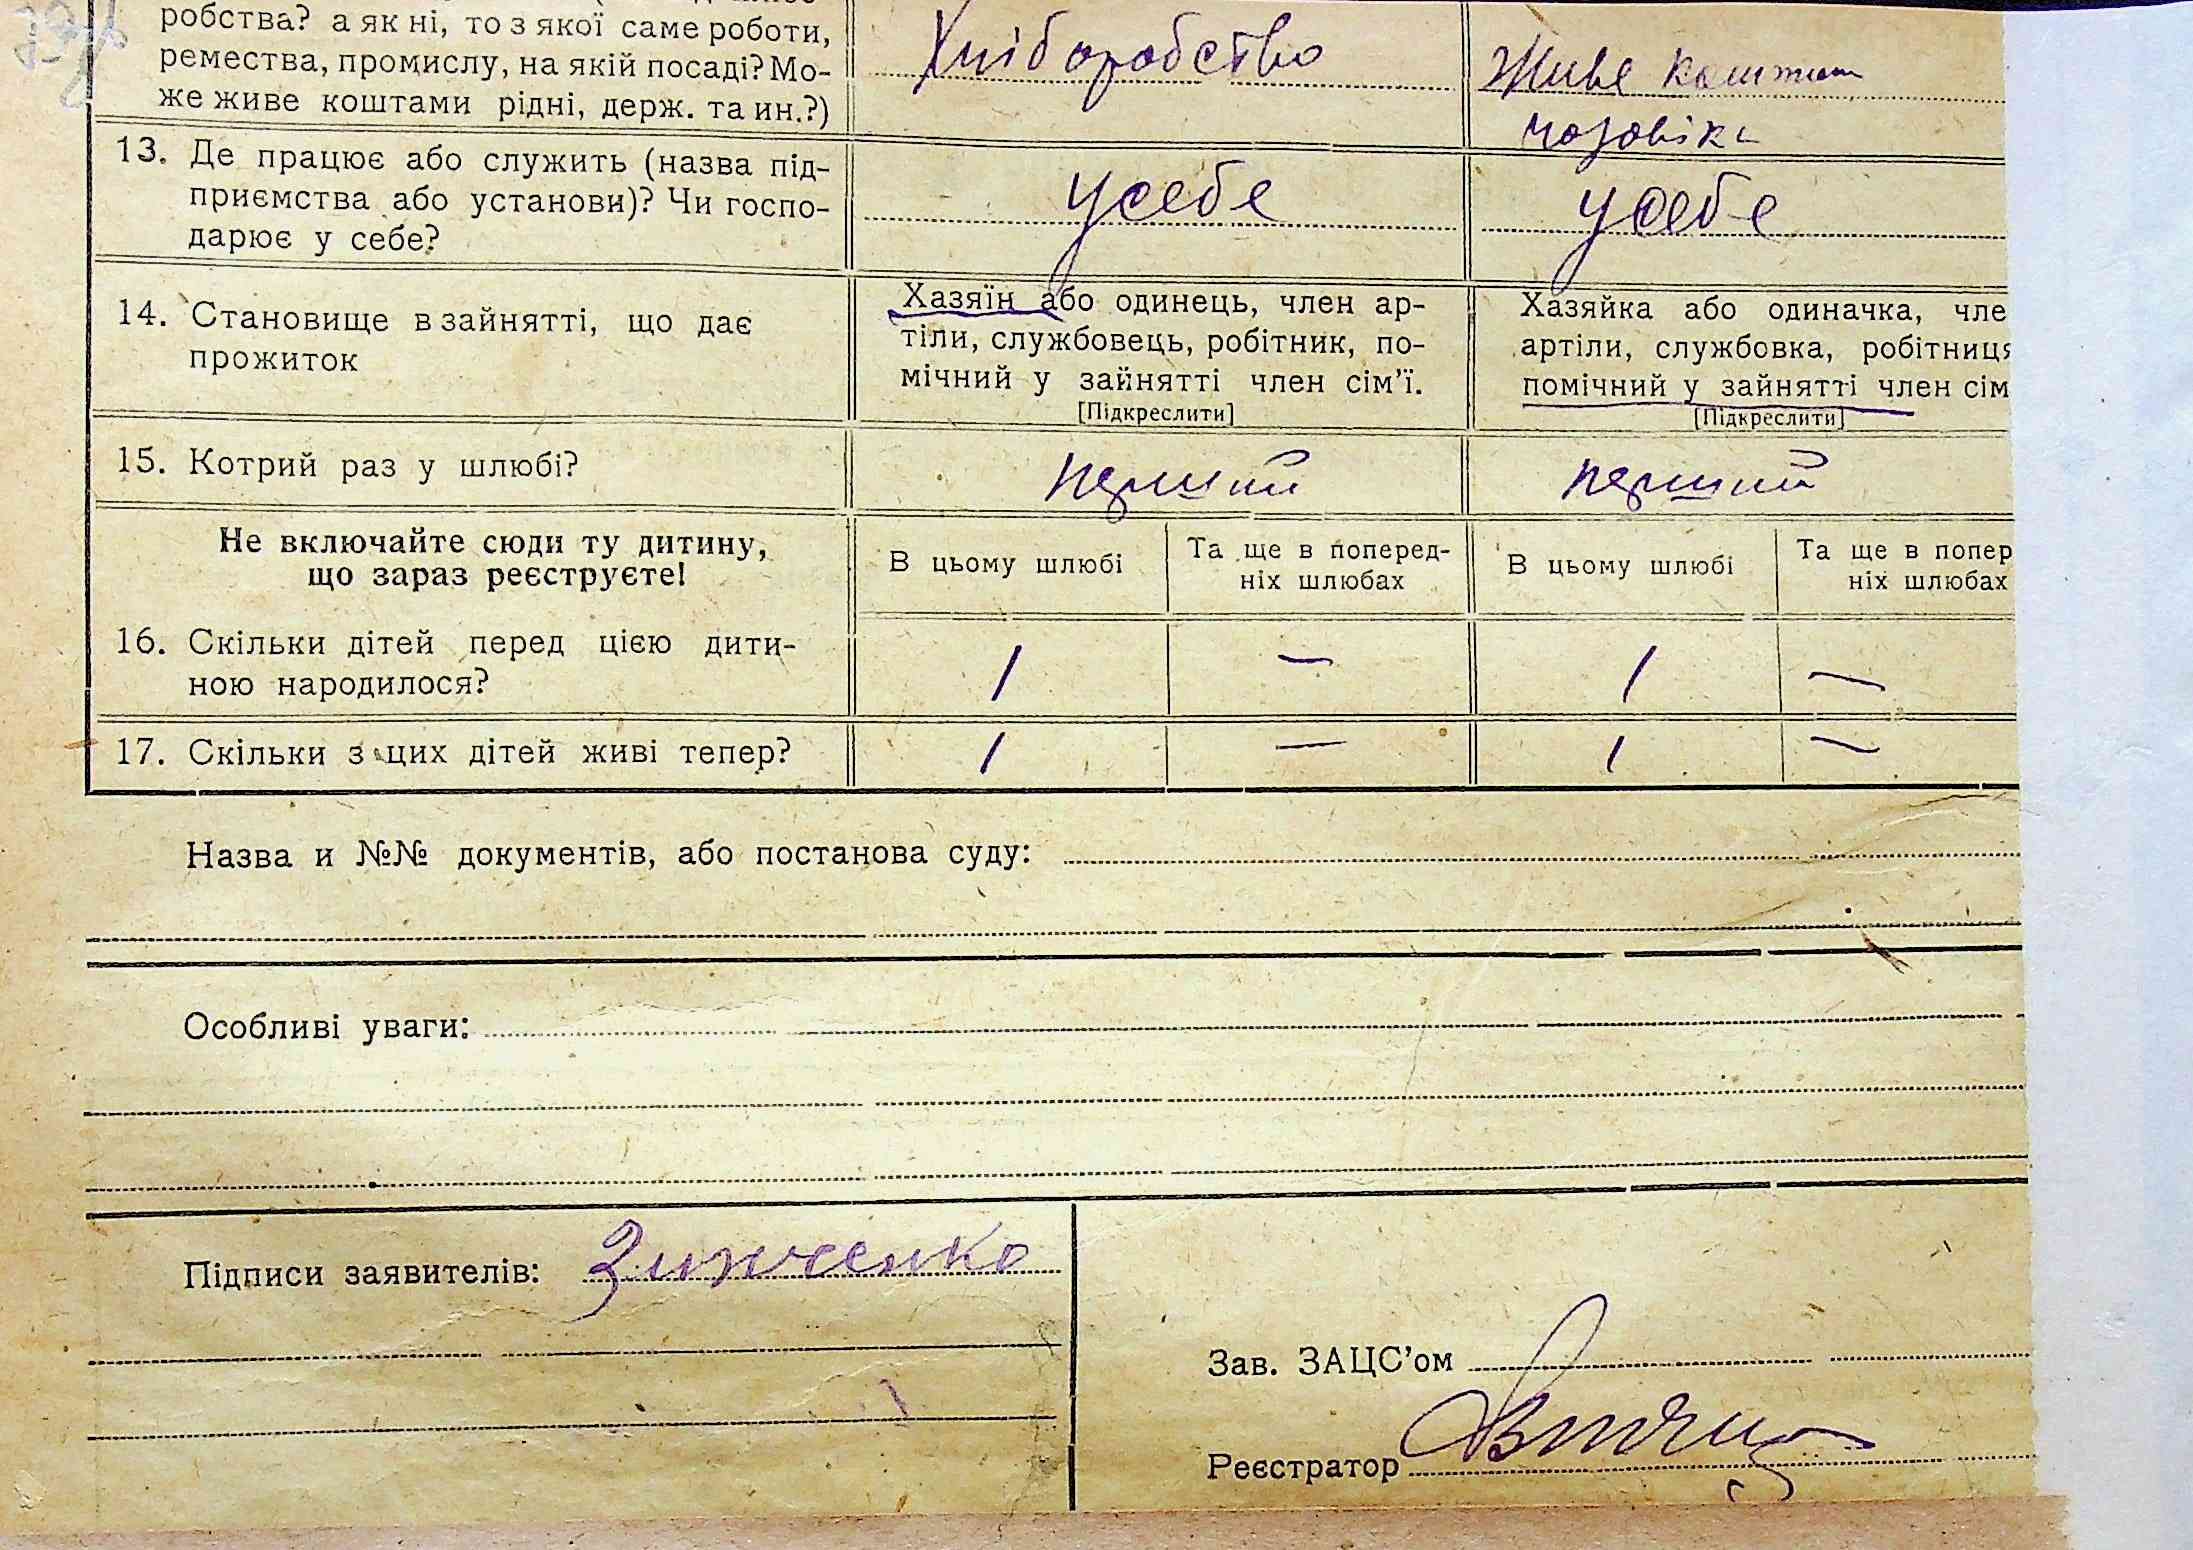 робства? а як ні, то з якої саме роботи,
ремества, промислу, на якій посаді? Мо-
же живе коштами рідні, держ. та ин.?)
Хліборобство
Живе коштам
чоловіка
13. Де працює або служить (назва під-
приємства або установи)? Чи госпо-
дарює у себе?
у себе
у себе
14. Становище в зайнятті, що дає
прожиток
Хазяїн або одинець, член ар-
тіли, службовець, робітник, по-
мічний у зайнятті член сім'ї.
[Підкреслити]
Хазяйка або одиначка, чле
артіли, службовка, робітниця
помічний у зайнятті член сім
[Підкреслити]
15. Котрий раз у шлюбі?
перший
перший
Не включайте сюди ту дитину,
що зараз реєструєте!
В цьому шлюбі
Та ще в поперед-
ніх шлюбах
В цьому шлюбі
Та ще в попер
ніх шлюбах
16. Скільки дітей перед цією дити-
ною народилося?
1 — 1 —
17. Скільки з цих дітей живі тепер?
1 — 1 —
Назва и №№ документів, або постанова суду:
Особливі уваги:
Підписи заявителів: Зинченко
Зав. ЗАЦС'ом
Реєстратор